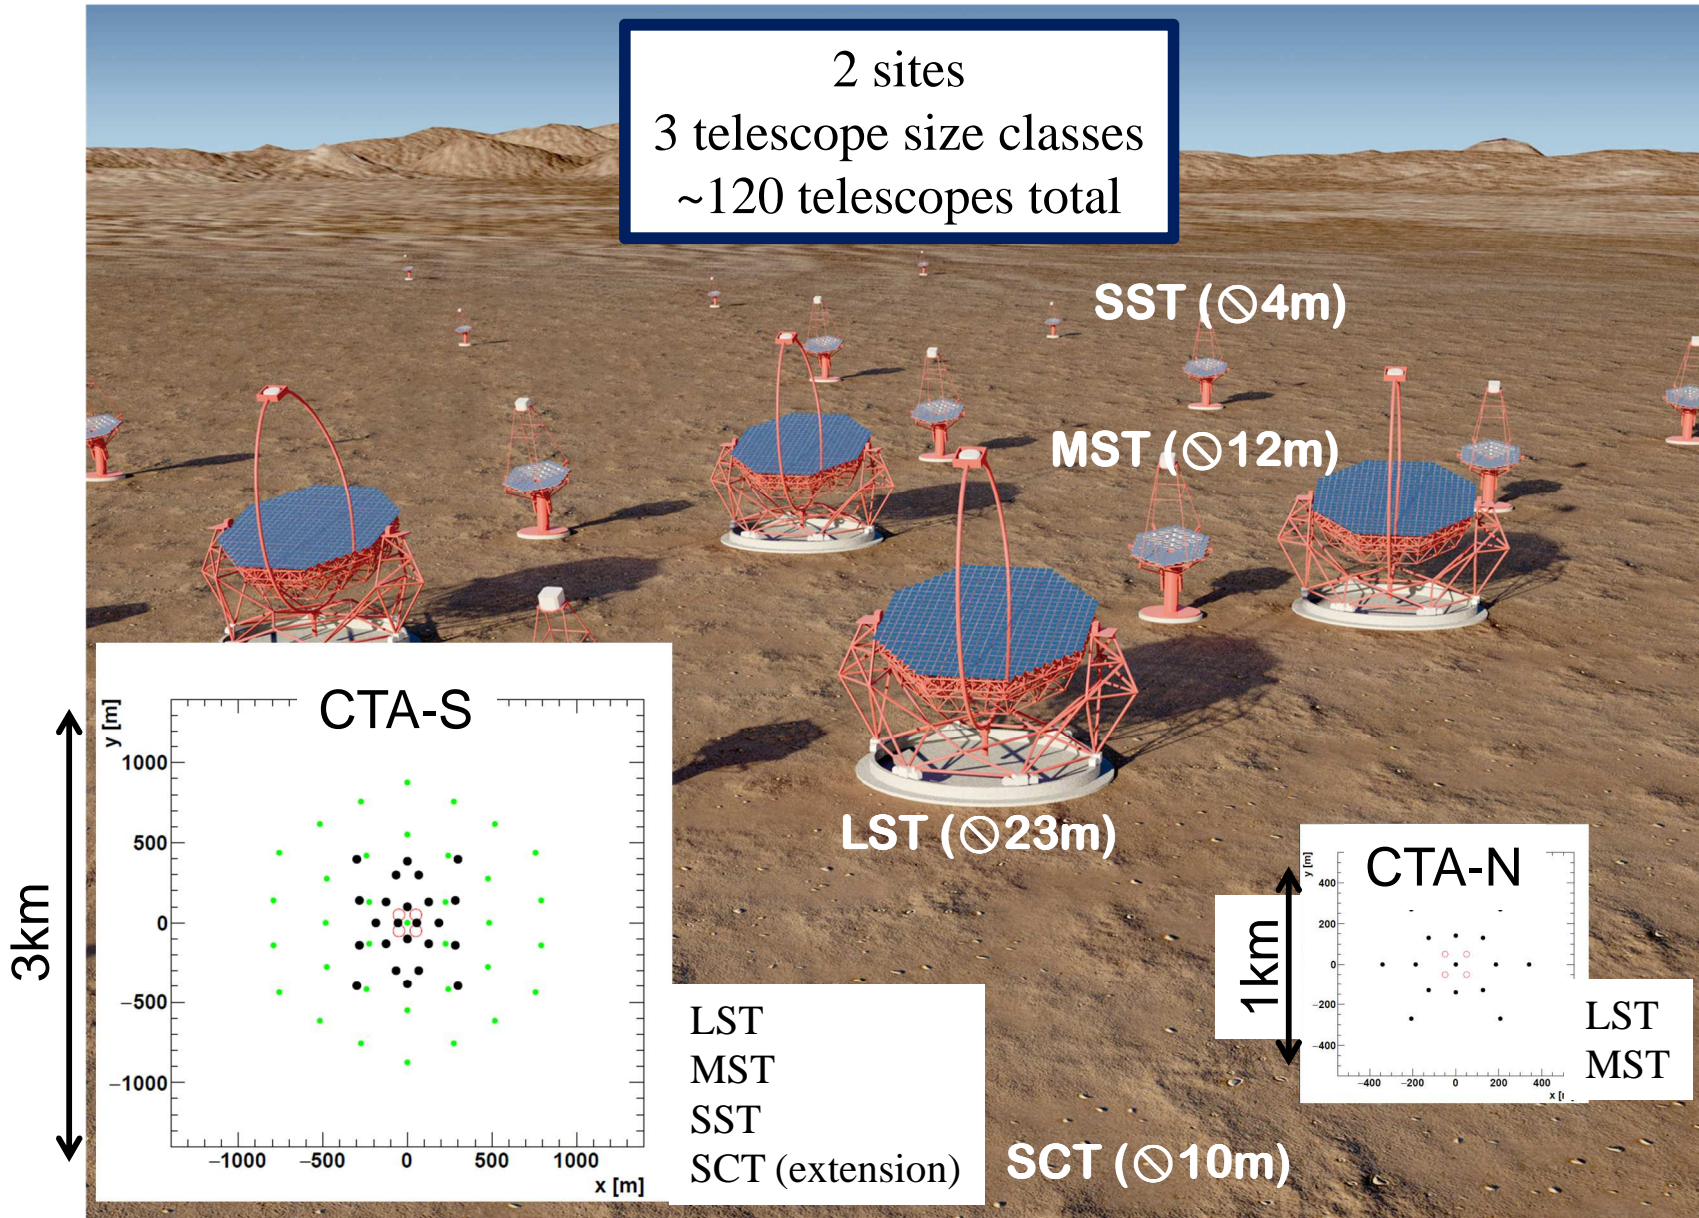 2 sites
3 telescope size classes
~120 telescopes total
SST (⦸4m)
MST (⦸12m)
LST (⦸23m)
SCT (⦸10m)
3km
CTA-S
y [m]
1000
500
0
−500
−1000
−1000 −500 0 500 1000
x [m]
LST
MST
SST
SCT (extension)
1km
CTA-N
y [m]
400
200
0
−200
−400
−400 −200 0 200 400
x [
LST
MST